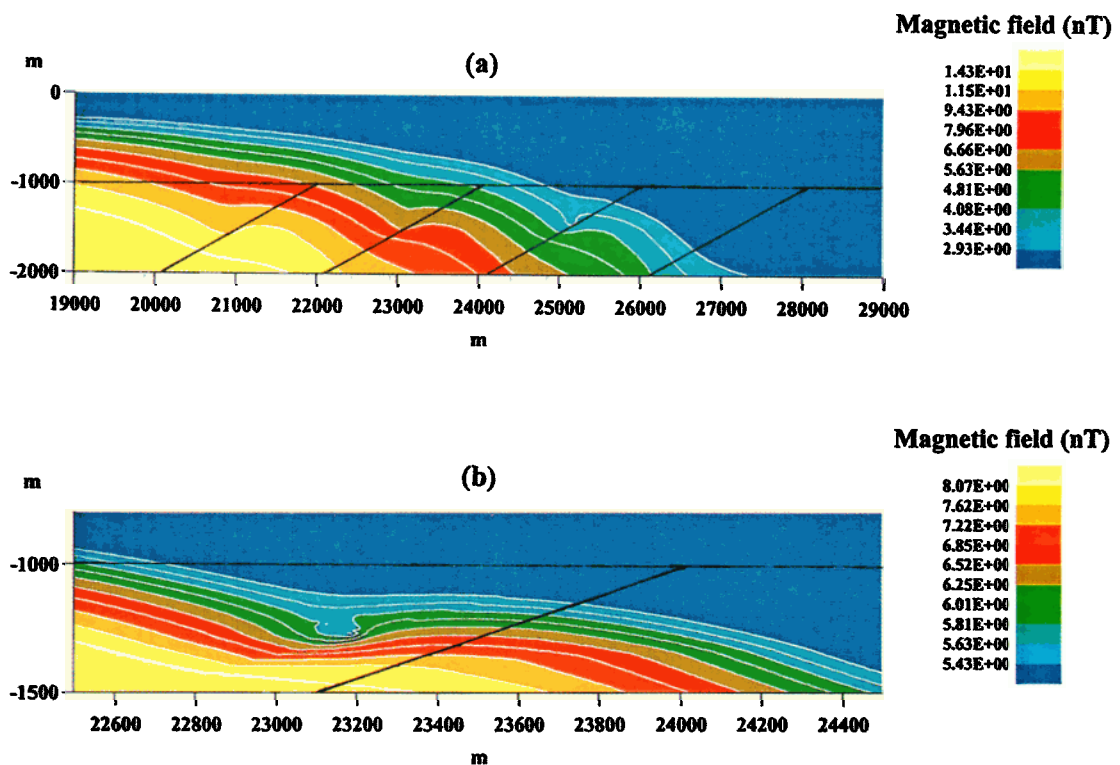 Magnetic field (nT)
m
(a)
1.43E+01
1.15E+01
9.43E+00
7.96E+00
6.66E+00
5.63E+00
4.81E+00
4.08E+00
3.44E+00
2.93E+00
0
-1000
-2000
19000 20000 21000 22000 23000 24000 25000 26000 27000 28000 29000
m
Magnetic field (nT)
m
(b)
8.07E+00
7.62E+00
7.22E+00
6.85E+00
6.52E+00
6.25E+00
6.01E+00
5.81E+00
5.63E+00
5.43E+00
-1000
-1500
22600 22800 23000 23200 23400 23600 23800 24000 24200 24400
m